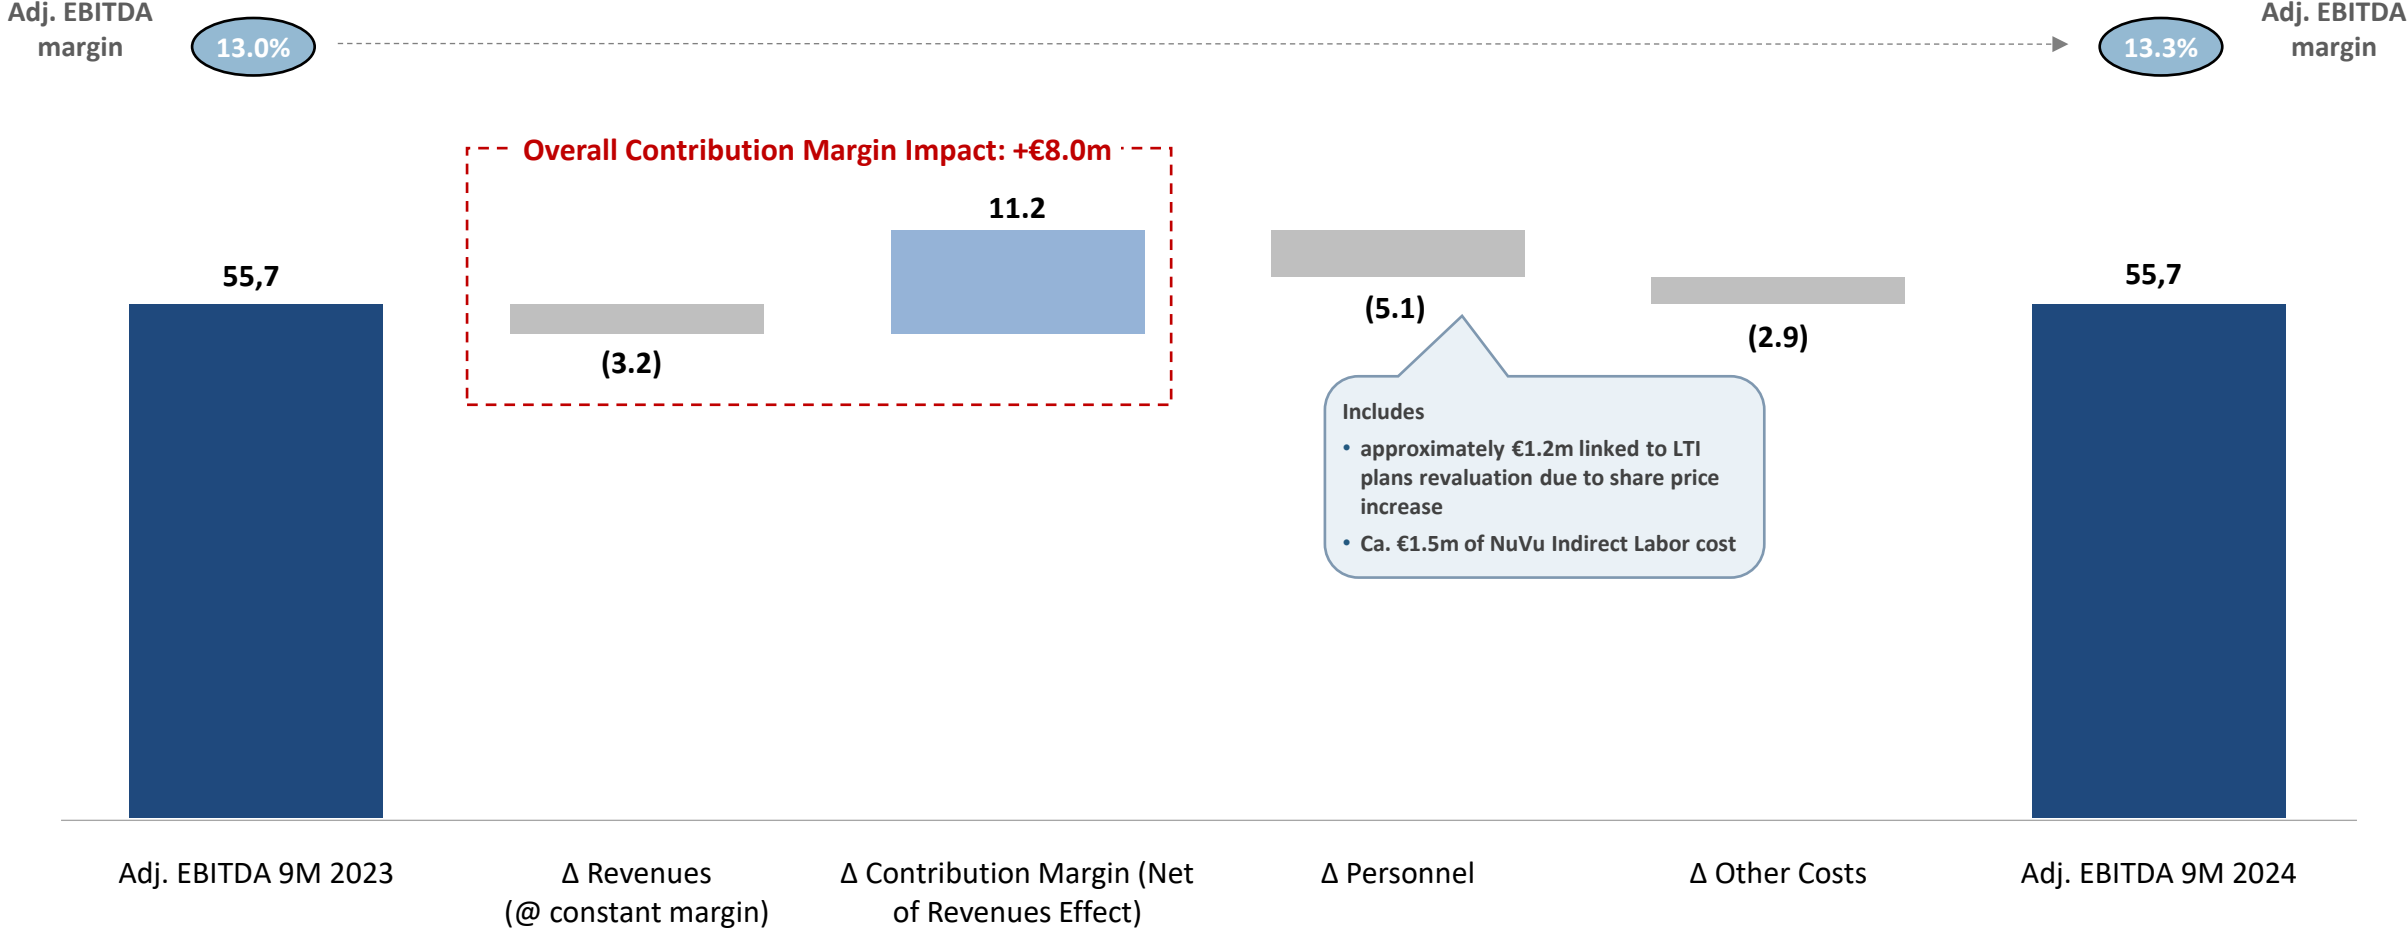 Adj. EBITDA
margin
13.0%
13.3%
Adj. EBITDA
margin
Overall Contribution Margin Impact: +€8.0m
55,7
(3.2)
11.2
(5.1)
(2.9)
55,7
Includes
• approximately €1.2m linked to LTI
plans revaluation due to share price
increase
• Ca. €1.5m of NuVu Indirect Labor cost
Adj. EBITDA 9M 2023
Δ Revenues
(@ constant margin)
Δ Contribution Margin (Net
of Revenues Effect)
Δ Personnel
Δ Other Costs
Adj. EBITDA 9M 2024